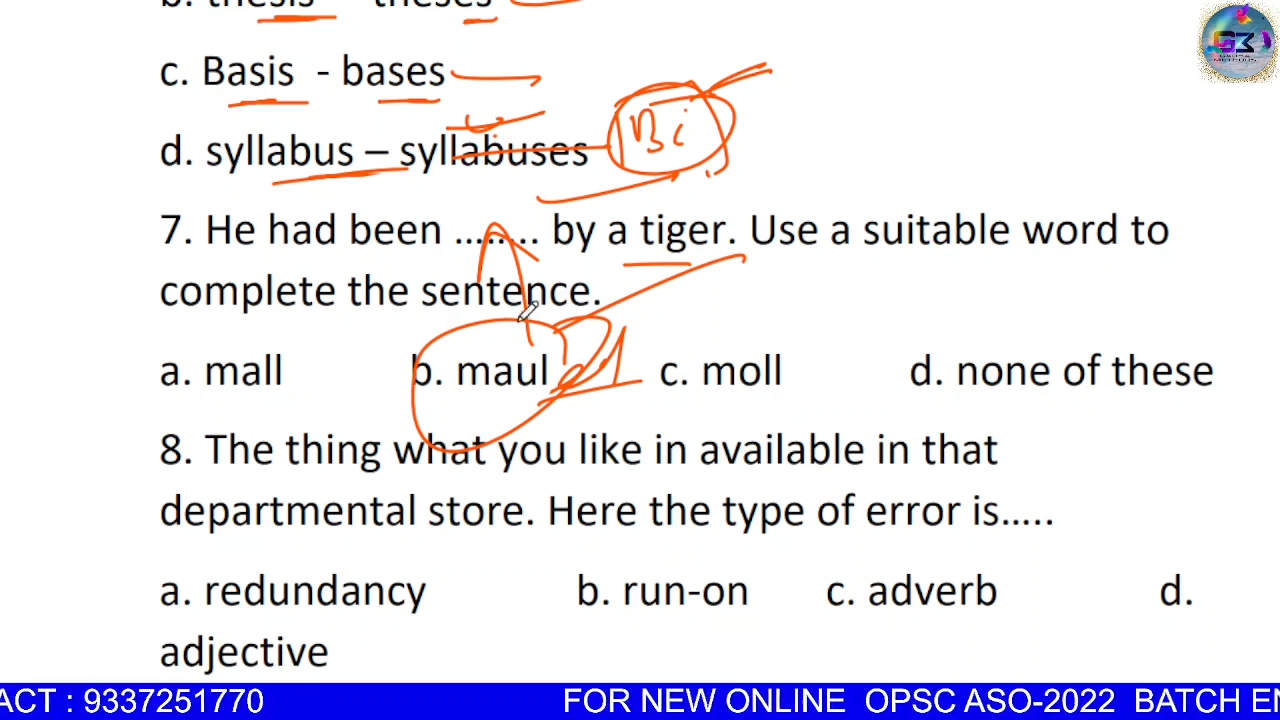 b. thesis theses
c. Basis - bases
d. syllabus – syllabuses Bi
7. He had been ........ by a tiger. Use a suitable word to
complete the sentence.
a. mall b. maul ed c. moll d. none of these
8. The thing what you like in available in that
departmental store. Here the type of error is…..
a. redundancy b. run-on c. adverb d.
adjective
ACT : 9337251770 FOR NEW ONLINE OPSC ASO-2022 BATCH EN